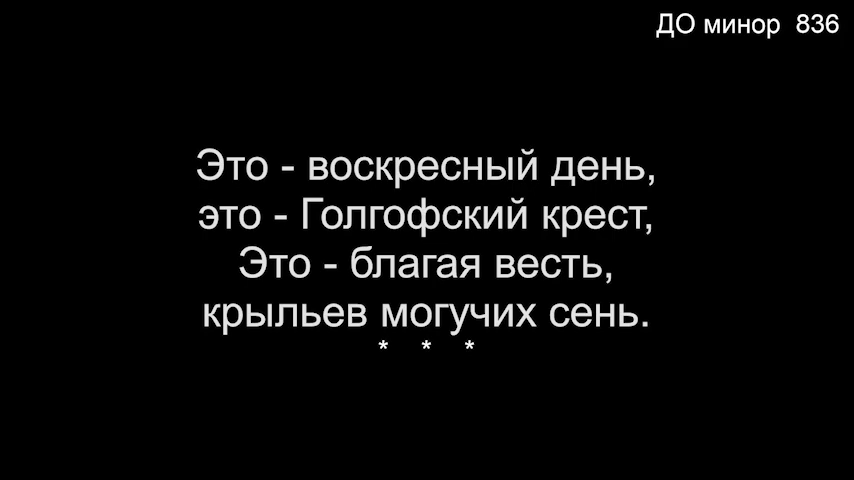 ДО минор 836
Это - воскресный день,
это - Голгофский крест,
Это - благая весть,
крыльев могучих сень.
* * *